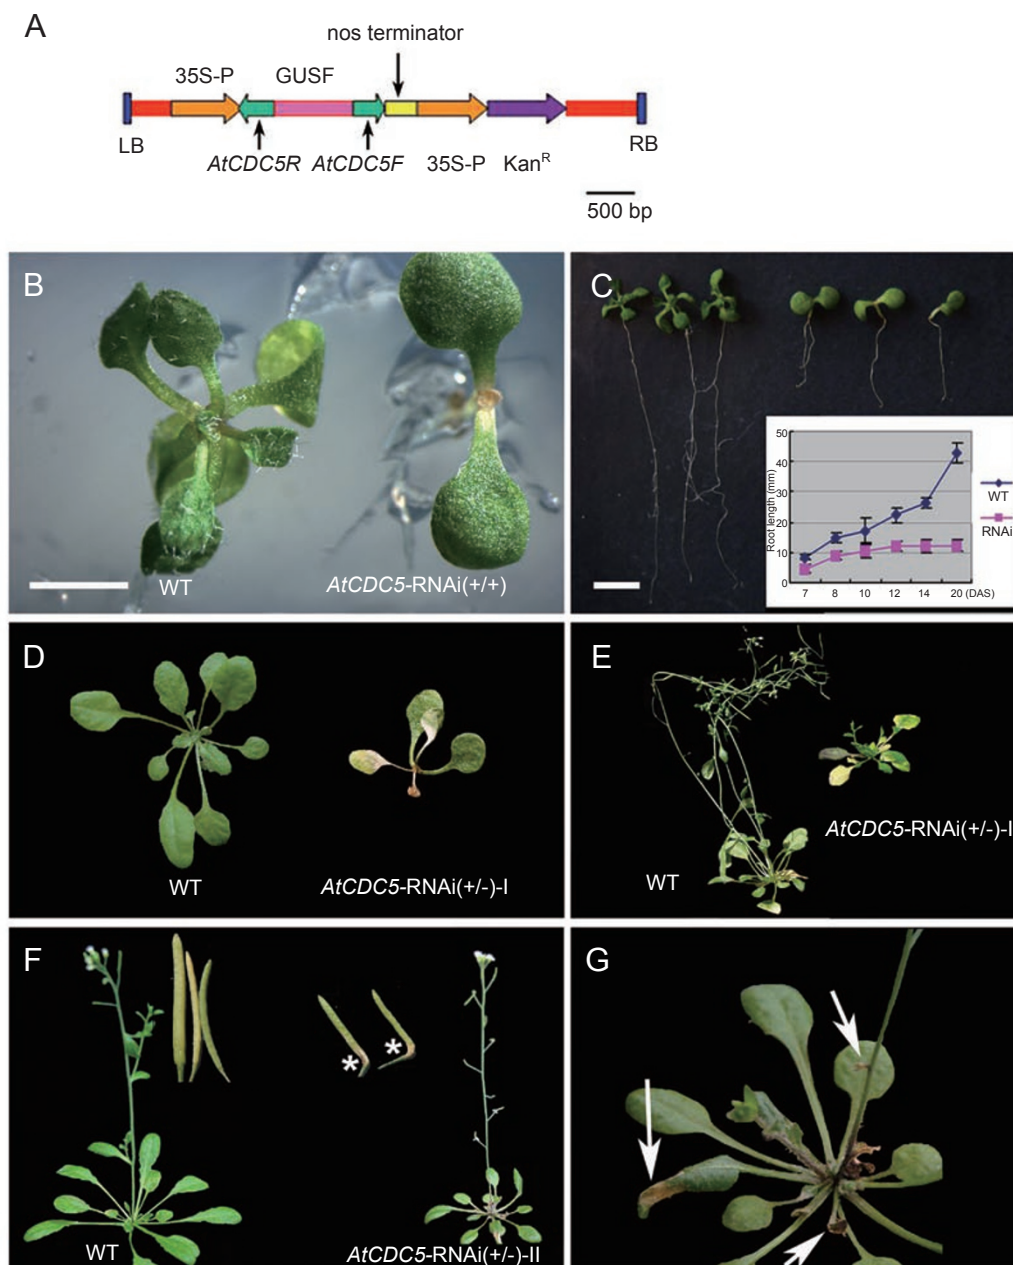 A
nos terminator
35S-P GUSF
LB RB
AtCDC5R AtCDC5F 35S-P Kan^R
500 bp
B
WT
AtCDC5-RNAi(+/+)
C
50
40
30
20
10
0
Root length (mm)
7 8 10 12 14 20 (DAS)
WT
RNAi
D
WT
AtCDC5-RNAi(+/-)-I
E
WT
AtCDC5-RNAi(+/-)-I
F
*
*
WT
AtCDC5-RNAi(+/-)-II
G